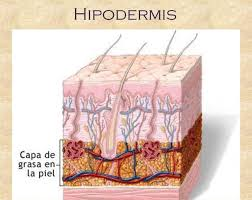 HIPODERMIS
Capa de
grasa en
la piel